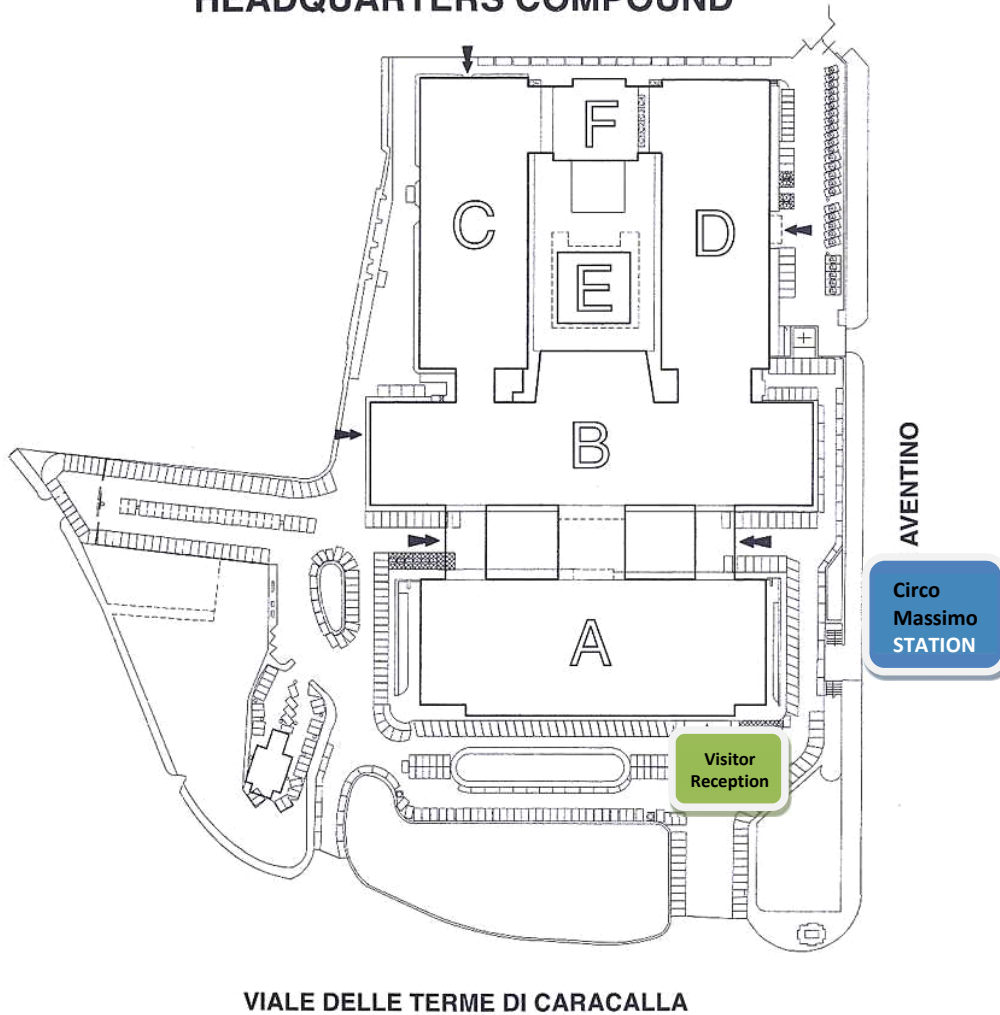 HEADQUARTERS COMPOUND
F
C
D
E
B
AVENTINO
Circo
Massimo
STATION
A
Visitor
Reception
VIALE DELLE TERME DI CARACALLA